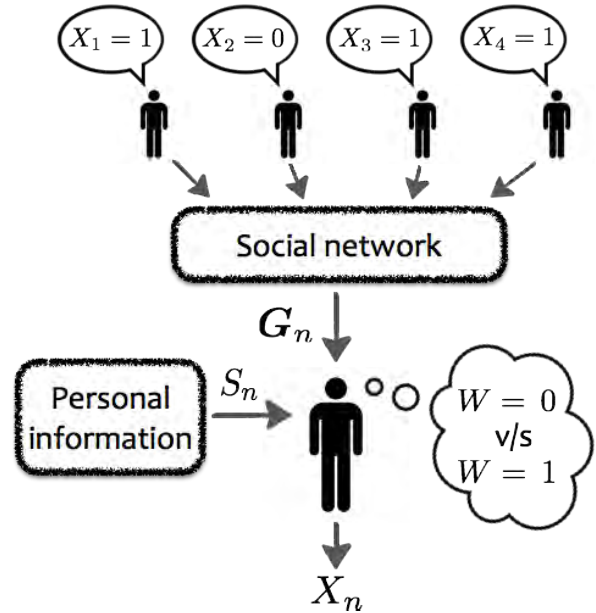 X₁ = 1
X₂ = 0
X₃ = 1
X₄ = 1
Social network
Gₙ
Personal
information
Sₙ
W = 0
v/s
W = 1
Xₙ